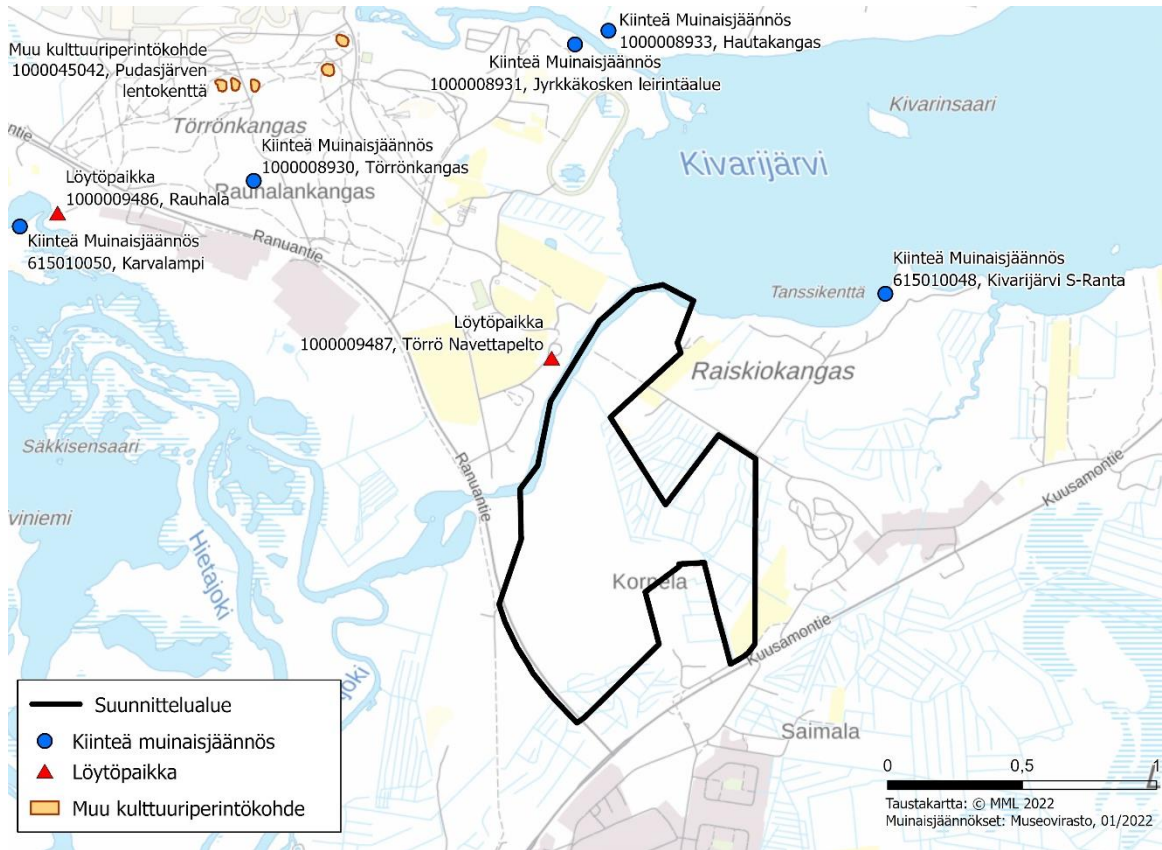 Kiinteä Muinaisjäännös
1000008933, Hautakangas
Muu kulttuuriperintökohde
1000045042, Pudasjärven
lentokenttä
Kiinteä Muinaisjäännös
1000008931, Jyrkkäkosken leirintäalue
Kivarinsaari
Törrönkangas
Kivarijärvi
Kiinteä Muinaisjäännös
1000008930, Törrönkangas
Rauhalankangas
Löytöpaikka
1000009486, Rauhala
Ranuantie
Kiinteä Muinaisjäännös
615010050, Karvalampi
Kiinteä Muinaisjäännös
615010048, Kivarijärvi S-Ranta
Tanssikenttä
Löytöpaikka
1000009487, Törrö Navettapelto
Raiskiokangas
Säkkisensaari
Ranuantie
Kuusamontie
viniemi
Hietajoki
Kornela
Kuusamontie
joki
Saimala
Suunnittelualue
Kiinteä muinaisjäännös
Löytöpaikka
Muu kulttuuriperintökohde
0 0,5 1
Taustakartta: © MML 2022
Muinaisjäännökset: Museovirasto, 01/2022